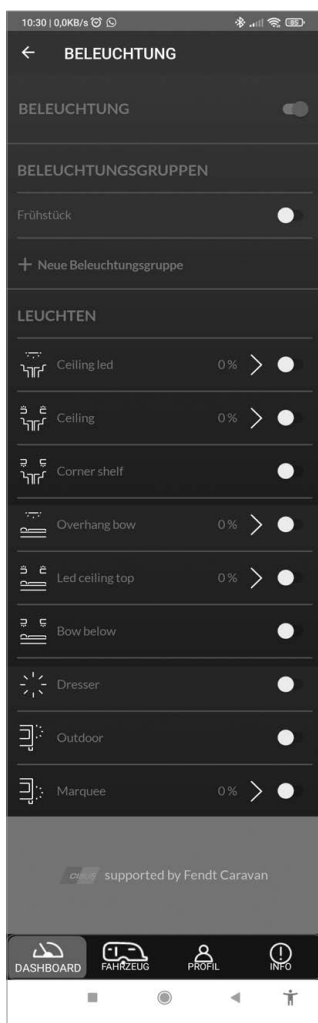 10:30 | 0,0KB/s
85
BELEUCHTUNG
BELEUCHTUNG
BELEUCHTUNGSGRUPPEN
Frühstück
+ Neue Beleuchtungsgruppe
LEUCHTEN
Ceiling led 0 %
Ceiling 0 %
Corner shelf
Overhang bow 0 %
Led ceiling top 0 %
Bow below
Dresser
Outdoor
Marquee 0 %
supported by Fendt Caravan
DASHBOARD FAHRZEUG PROFIL INFO